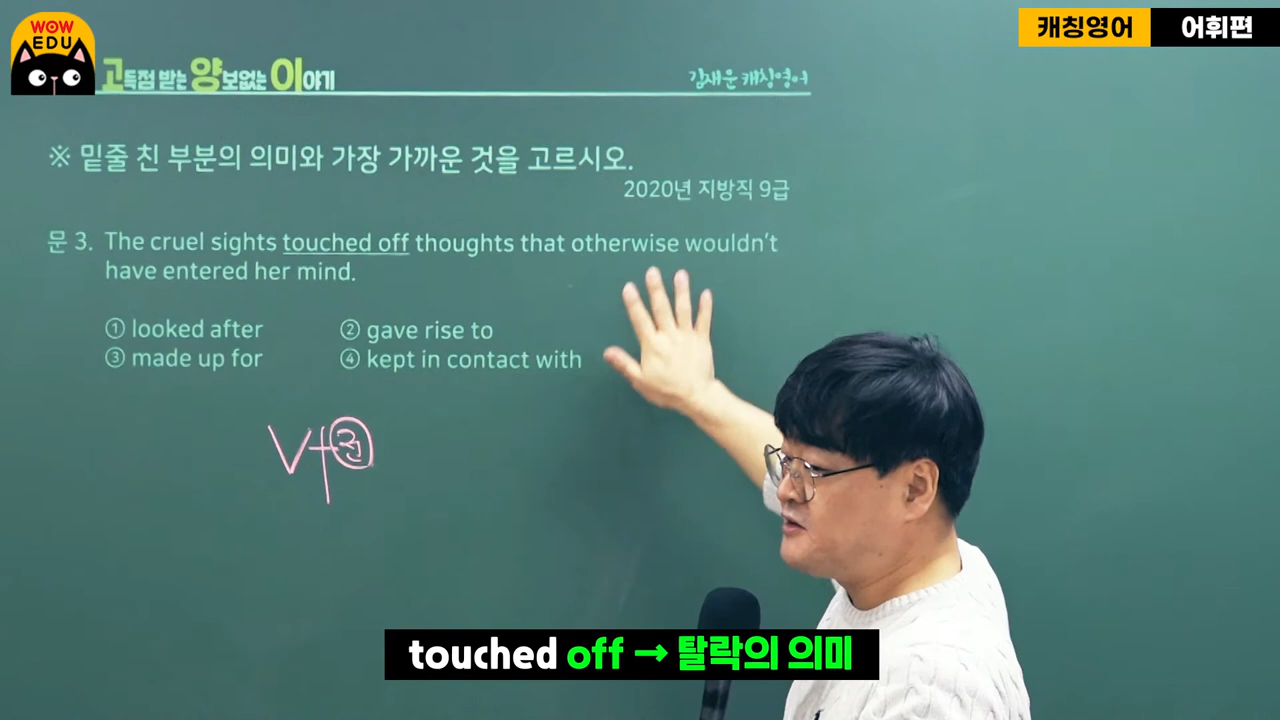 WOW
EDU
캐칭영어 어휘편
고득점 받는 양보없는 이야기
김재운 캐칭영어
※ 밑줄 친 부분의 의미와 가장 가까운 것을 고르시오.
2020년 지방직 9급
문 3. The cruel sights touched off thoughts that otherwise wouldn't
have entered her mind.
① looked after ② gave rise to
③ made up for ④ kept in contact with
V+전
touched off → 탈락의 의미